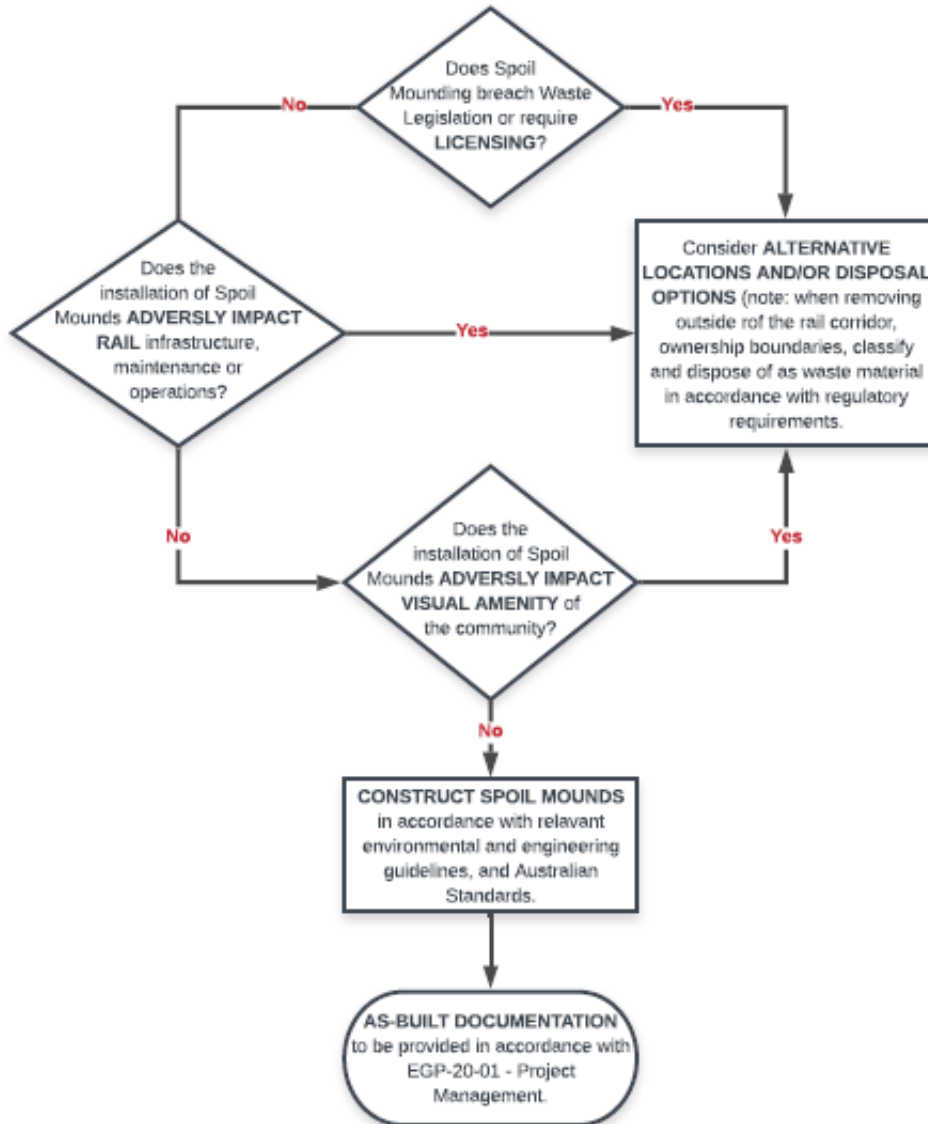 Does Spoil
Mounding breach Waste
Legislation or require
LICENSING?
No
Yes
Does the
installation of Spoil
Mounds ADVERSLY IMPACT
RAIL infrastructure,
maintenance or
operations?
Yes
Consider ALTERNATIVE
LOCATIONS AND/OR DISPOSAL
OPTIONS (note: when removing
outside rof the rail corridor,
ownership boundaries, classify
and dispose of as waste material
in accordance with regulatory
requirements.
No
Does the
installation of Spoil
Mounds ADVERSLY IMPACT
VISUAL AMENITY of
the community?
Yes
No
CONSTRUCT SPOIL MOUNDS
in accordance with relavant
environmental and engineering
guidelines, and Australian
Standards.
AS-BUILT DOCUMENTATION
to be provided in accordance with
EGP-20-01 - Project
Management.